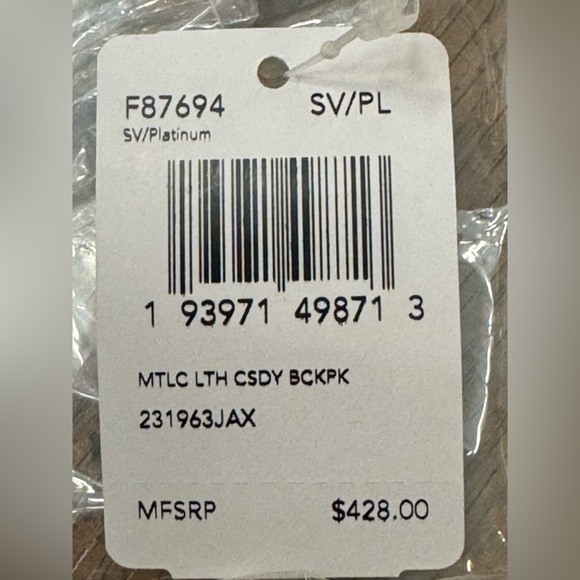 F87694 SV/PL
SV/Platinum
1 93971 49871 3
MTLC LTH CSDY BCKPK
231963JAX
MFSRP $428.00